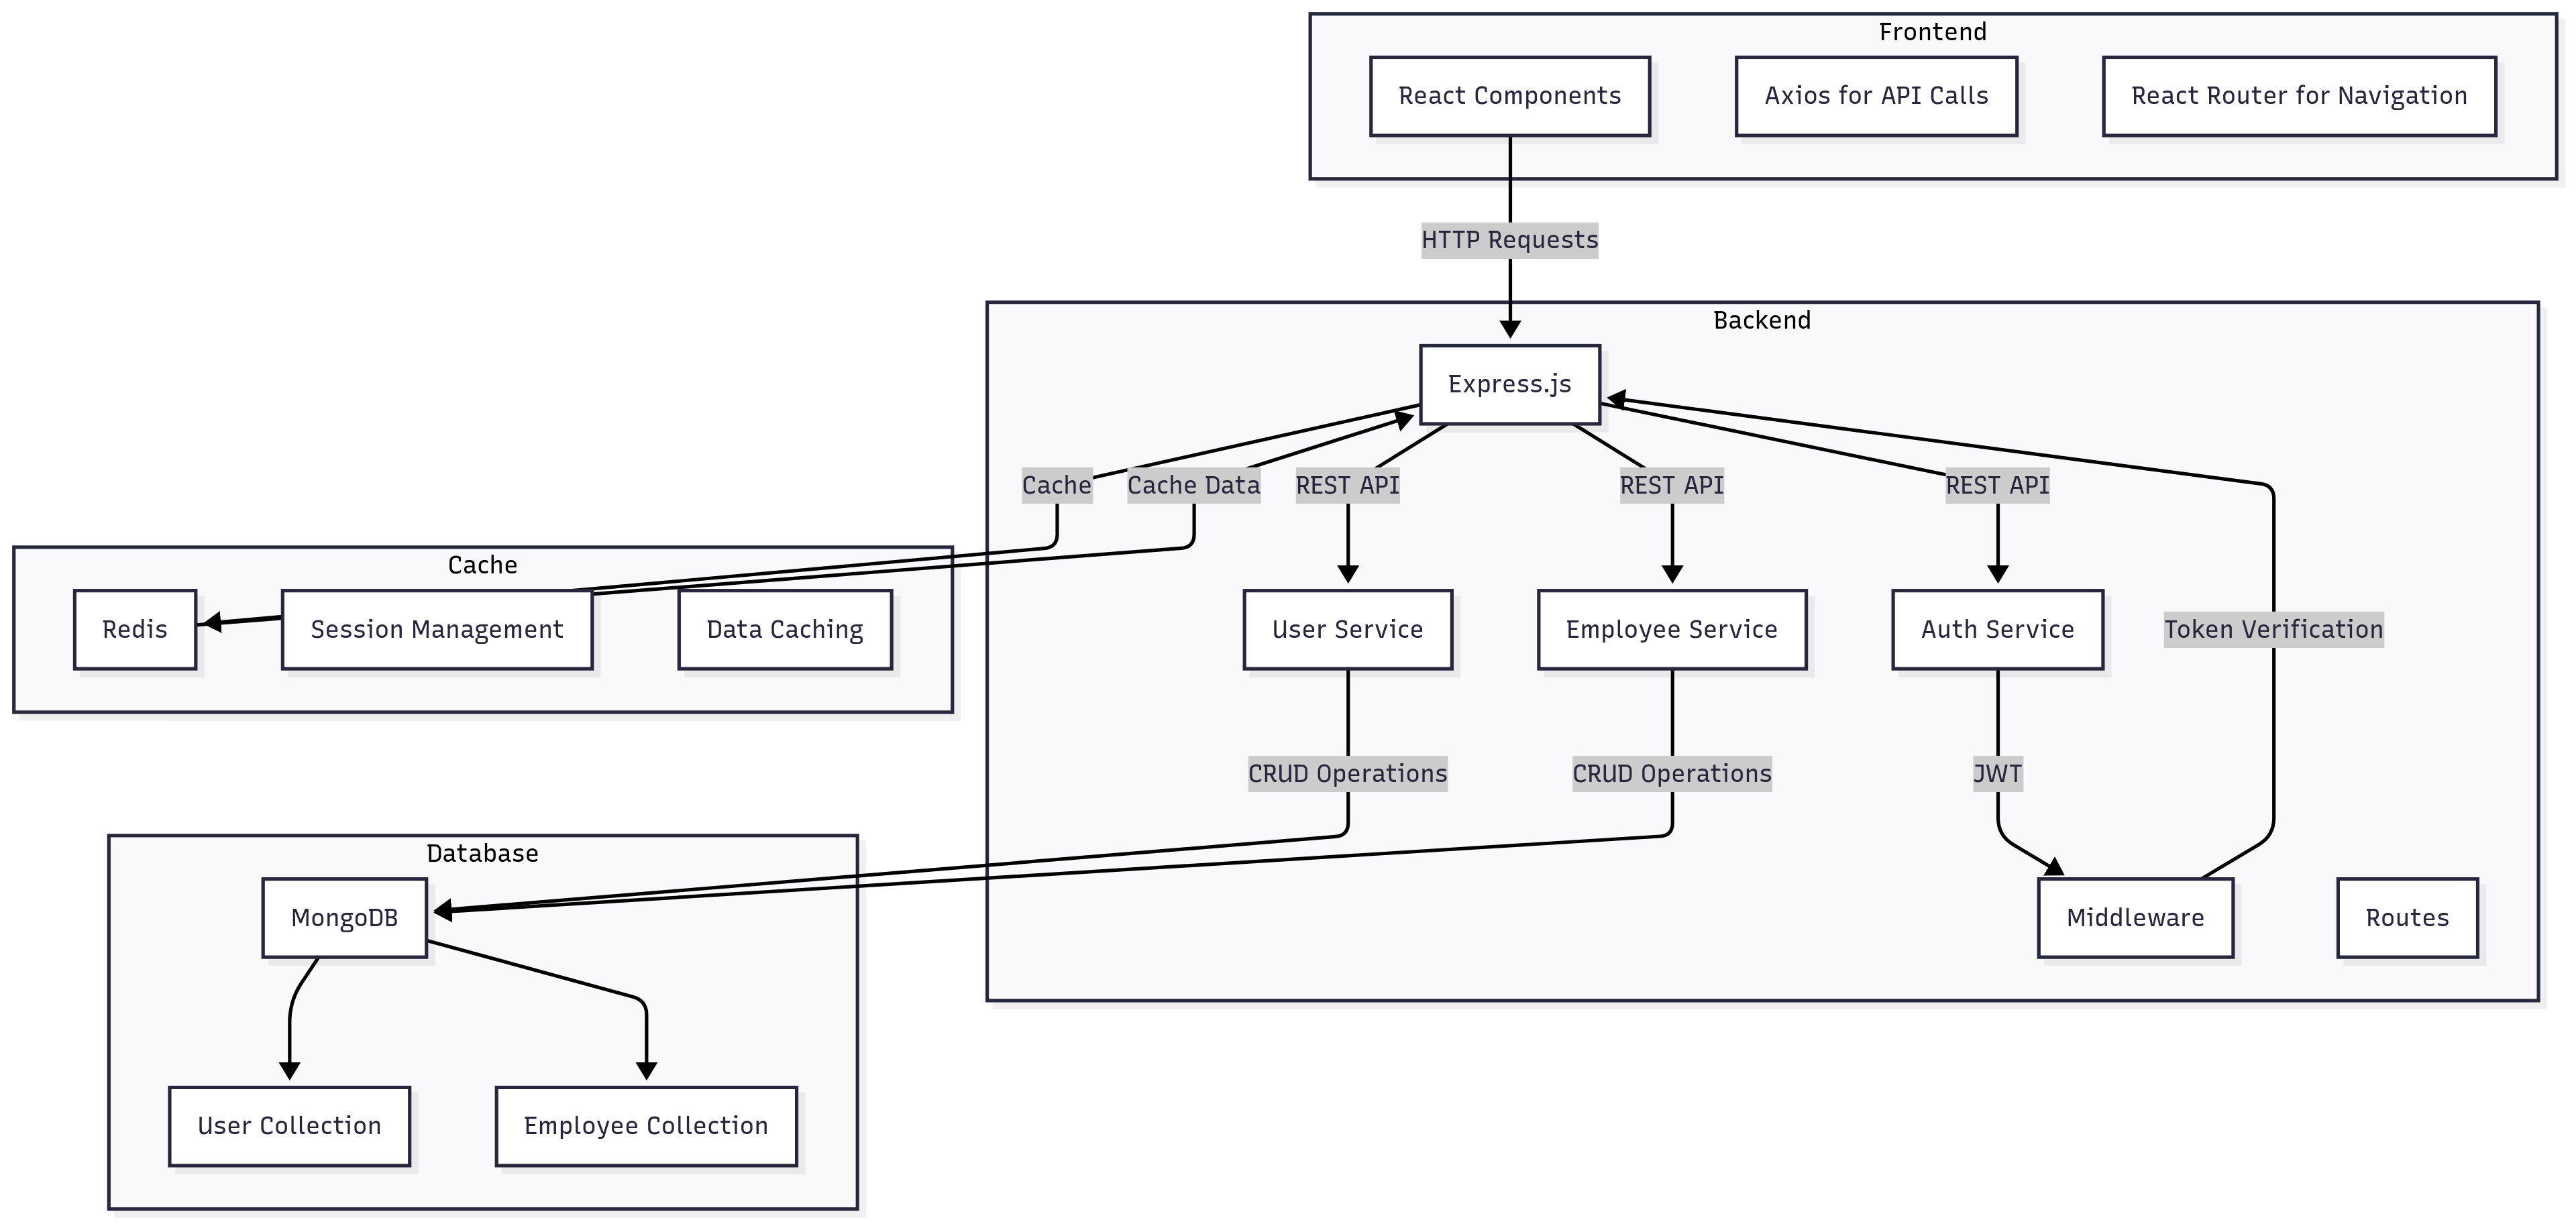 Frontend
React Components
Axios for API Calls
React Router for Navigation
HTTP Requests
Backend
Express.js
Cache
Cache Data
REST API
REST API
REST API
Cache
Redis
Session Management
Data Caching
User Service
Employee Service
Auth Service
Token Verification
CRUD Operations
CRUD Operations
JWT
Database
MongoDB
Middleware
Routes
User Collection
Employee Collection